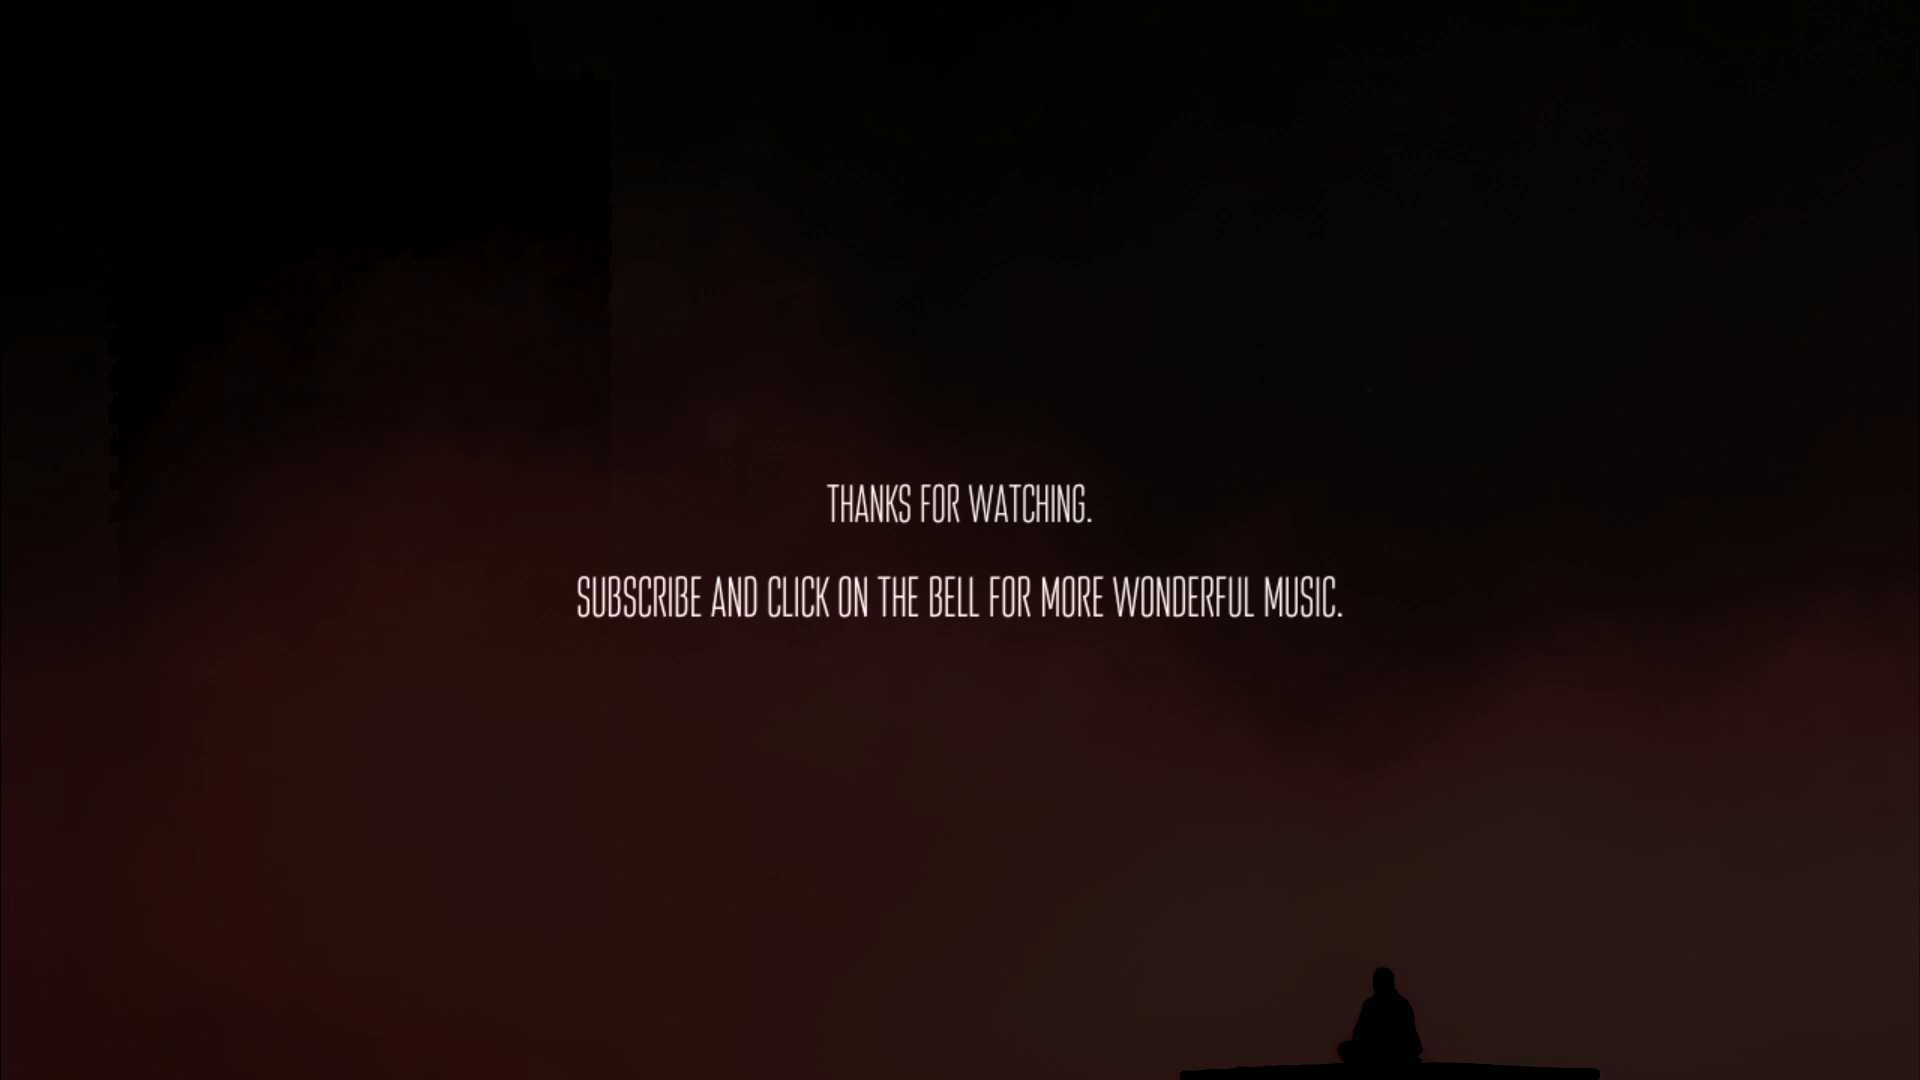 THANKS FOR WATCHING.
SUBSCRIBE AND CLICK ON THE BELL FOR MORE WONDERFUL MUSIC.